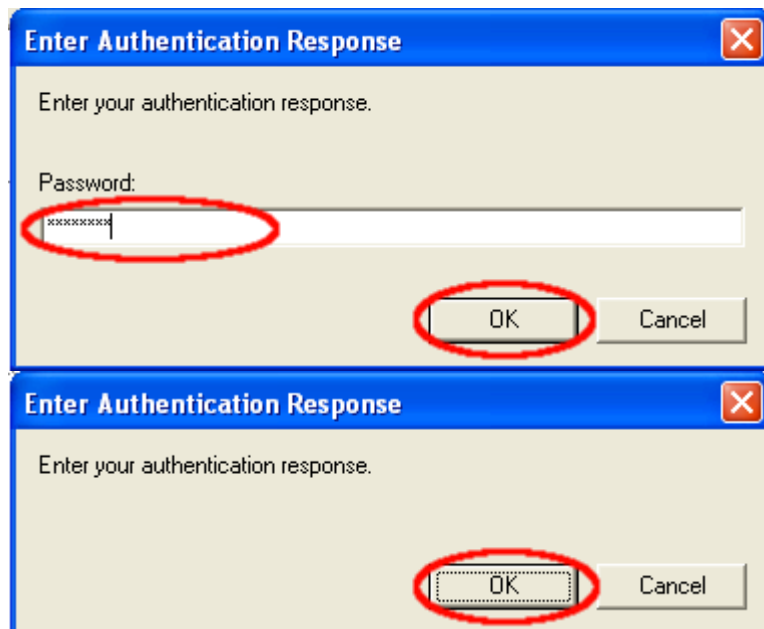 Enter Authentication Response
Enter your authentication response.
Password:
********
OK Cancel
Enter Authentication Response
Enter your authentication response.
OK Cancel